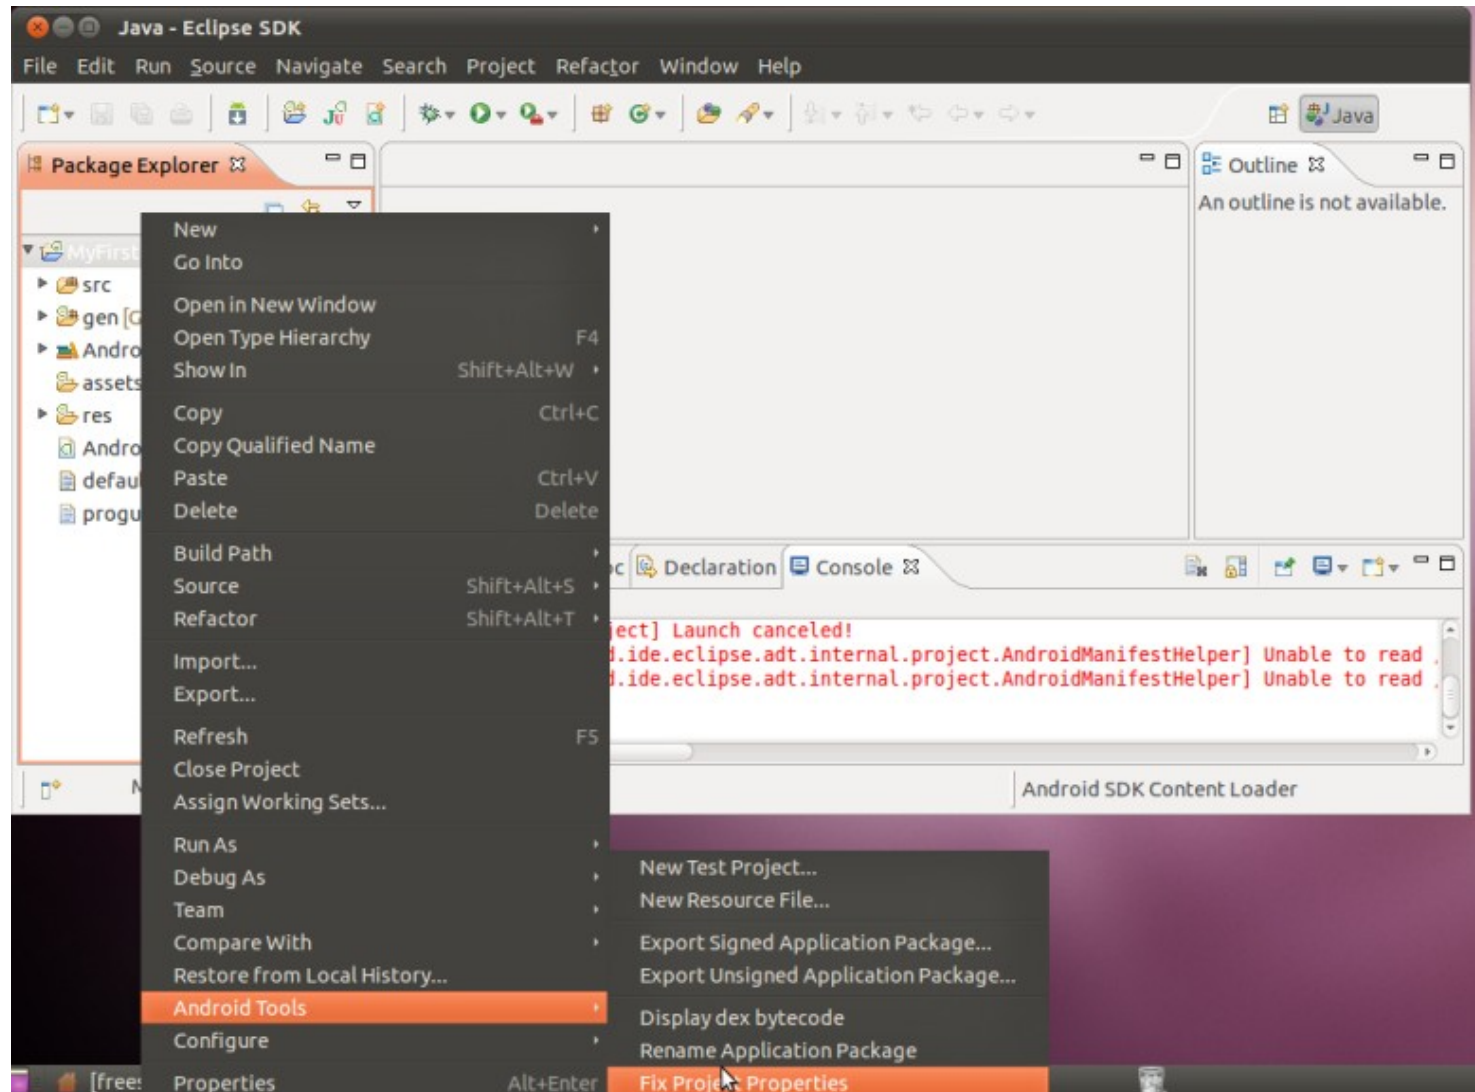 Java - Eclipse SDK
File Edit Run Source Navigate Search Project Refactor Window Help
Java
Package Explorer
Outline
An outline is not available.
MyFirst
src
gen [G
Andro
assets
res
Andro
defaul
progu
New
Go Into
Open in New Window
Open Type Hierarchy F4
Show In Shift+Alt+W
Copy Ctrl+C
Copy Qualified Name
Paste Ctrl+V
Delete Delete
Build Path
Source Shift+Alt+S
Refactor Shift+Alt+T
Import...
Export...
Refresh F5
Close Project
Assign Working Sets...
Run As
Debug As
Team
Compare With
Restore from Local History...
Android Tools
Configure
Properties Alt+Enter
oc Declaration Console
ject] Launch canceled!
d.ide.eclipse.adt.internal.project.AndroidManifestHelper] Unable to read
d.ide.eclipse.adt.internal.project.AndroidManifestHelper] Unable to read
M
Android SDK Content Loader
New Test Project...
New Resource File...
Export Signed Application Package...
Export Unsigned Application Package...
Display dex bytecode
Rename Application Package
Fix Project Properties
[frees